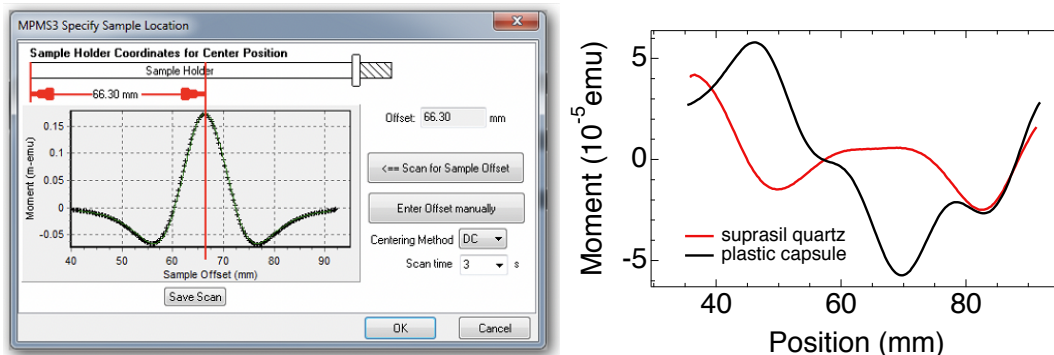 MPMS3 Specify Sample Location
Sample Holder Coordinates for Center Position
Sample Holder
66.30 mm
Offset: 66.30 mm
<== Scan for Sample Offset
Enter Offset manually
Centering Method DC
Scan time 3 s
Moment (m-emu)
0.15
0.10
0.05
0
-0.05
40 50 60 70 80 90
Sample Offset (mm)
Save Scan
OK Cancel
Moment (10⁻⁵emu)
5
0
-5
suprasil quartz
plastic capsule
40 60 80
Position (mm)